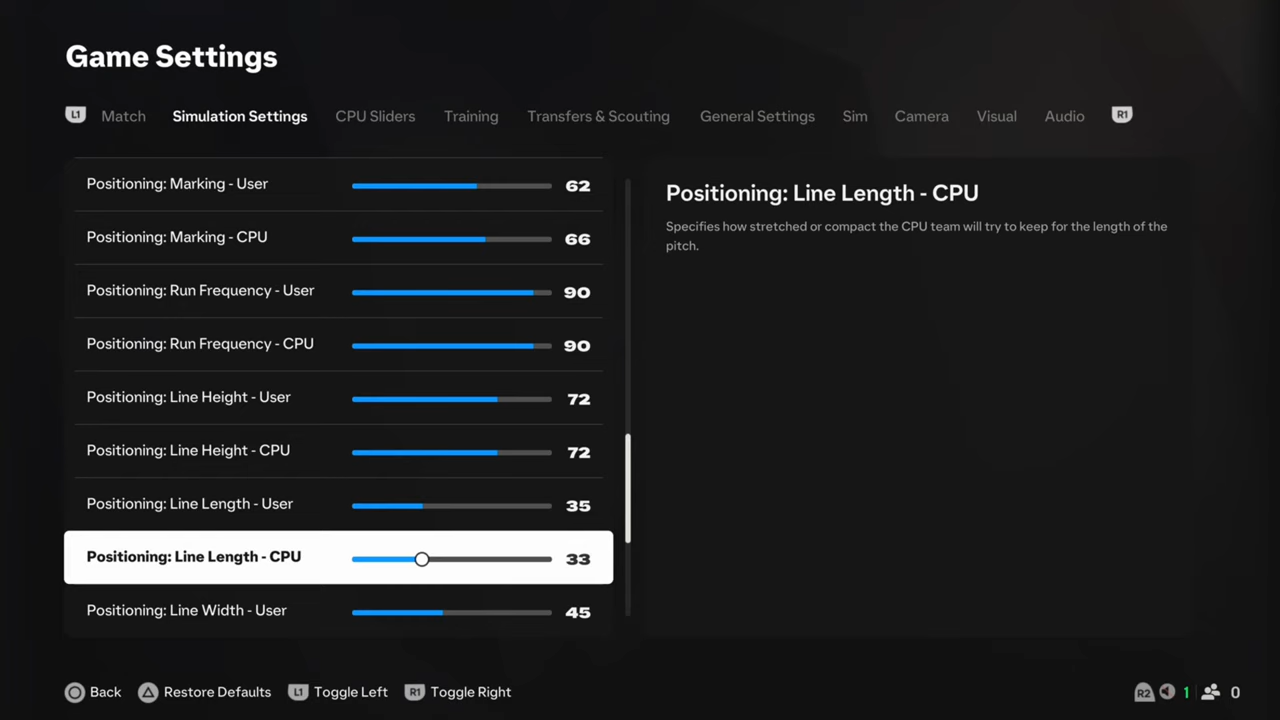 Game Settings
L1 Match Simulation Settings CPU Sliders Training Transfers & Scouting General Settings Sim Camera Visual Audio R1
Positioning: Marking - User 62
Positioning: Marking - CPU 66
Positioning: Run Frequency - User 90
Positioning: Run Frequency - CPU 90
Positioning: Line Height - User 72
Positioning: Line Height - CPU 72
Positioning: Line Length - User 35
Positioning: Line Length - CPU 33
Positioning: Line Width - User 45
Positioning: Line Length - CPU
Specifies how stretched or compact the CPU team will try to keep for the length of the
pitch.
Back Restore Defaults L1 Toggle Left R1 Toggle Right
R2 1 0